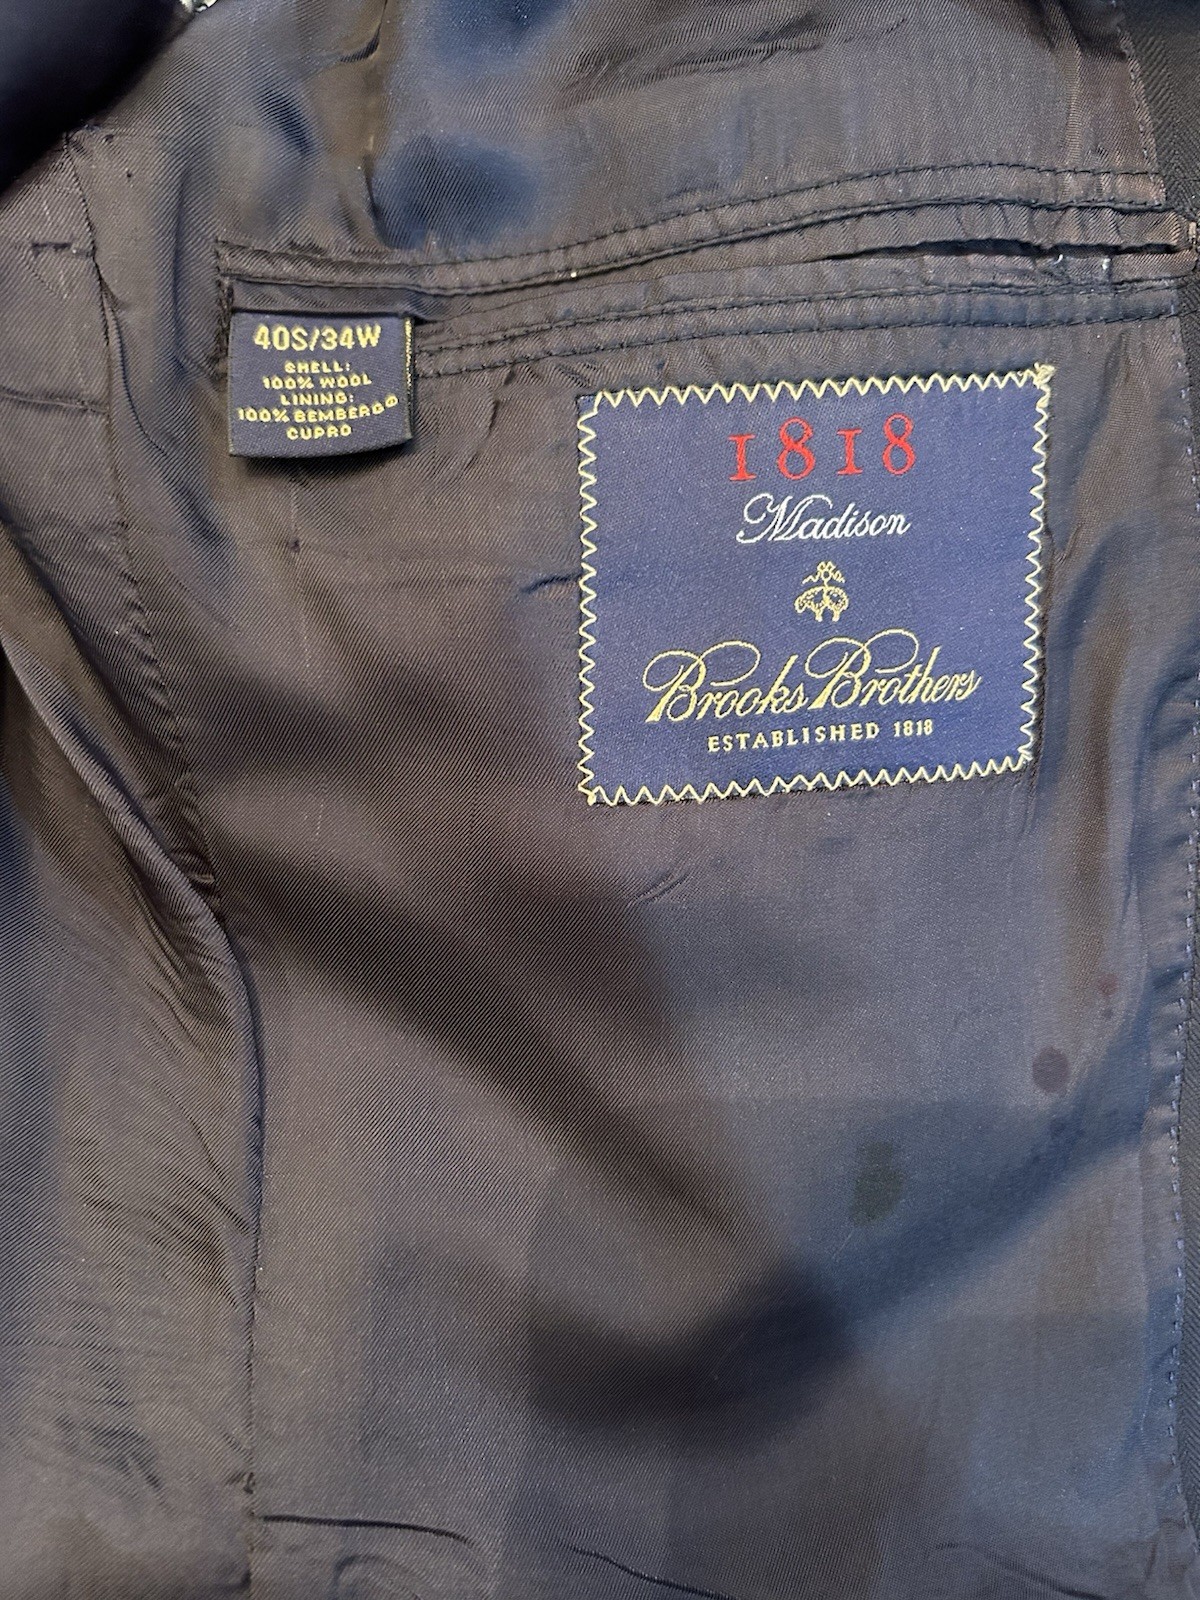 40S/34W
SHELL:
100% WOOL
LINING:
100% BEMBERG®
CUPRO
1818
Madison
Brooks Brothers
ESTABLISHED 1818